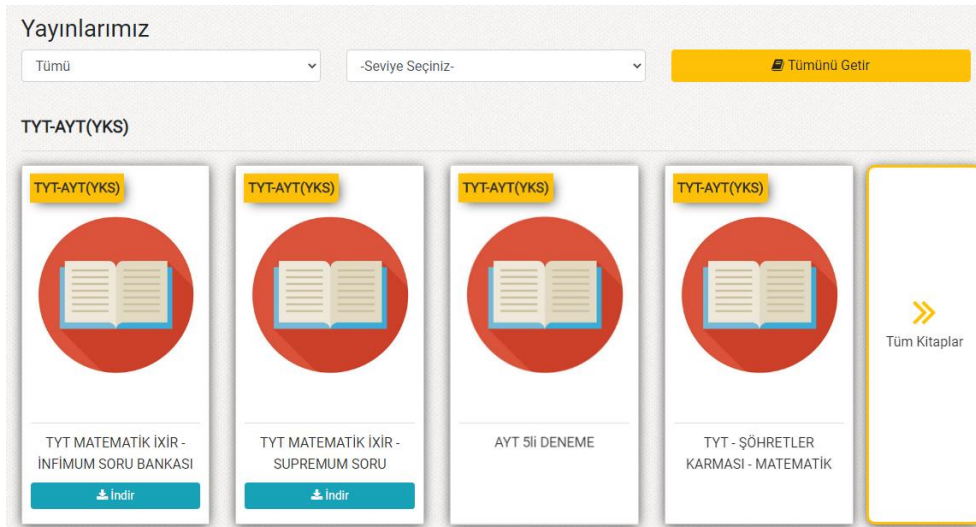 Yayınlarımız
Tümü
-Seviye Seçiniz-
Tümünü Getir
TYT-AYT(YKS)
TYT-AYT(YKS)
TYT MATEMATİK İXİR -
İNFİMUM SORU BANKASI
İndir
TYT-AYT(YKS)
TYT MATEMATİK İXİR -
SUPREMUM SORU
İndir
TYT-AYT(YKS)
AYT 5li DENEME
TYT-AYT(YKS)
TYT - ŞÖHRETLER
KARMASI - MATEMATİK
Tüm Kitaplar